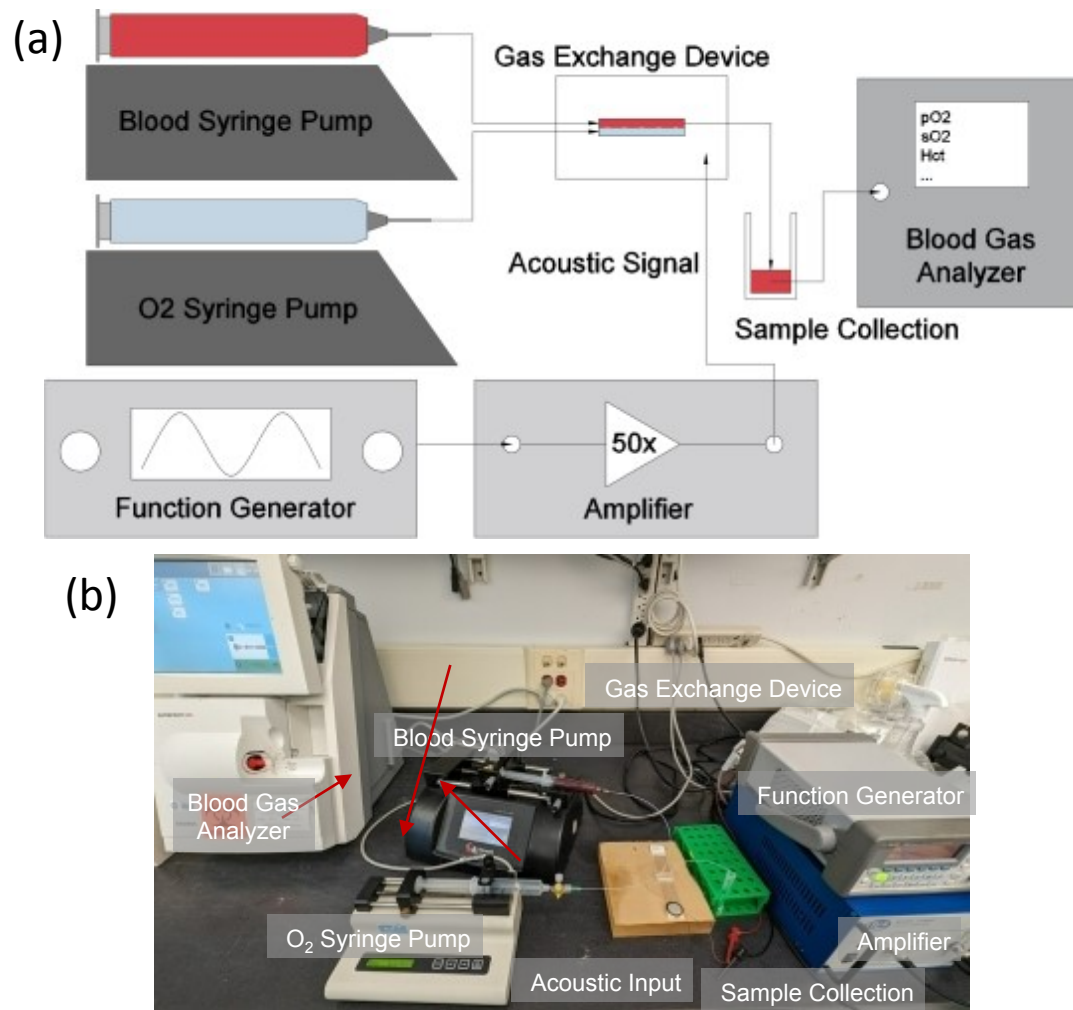 (a)
Blood Syringe Pump
O2 Syringe Pump
Gas Exchange Device
Acoustic Signal
pO2
sO2
Hct
...
Blood Gas
Analyzer
Sample Collection
Function Generator
50x
Amplifier
(b)
Gas Exchange Device
Blood Syringe Pump
Blood Gas
Analyzer
Function Generator
O₂ Syringe Pump
Amplifier
Acoustic Input
Sample Collection